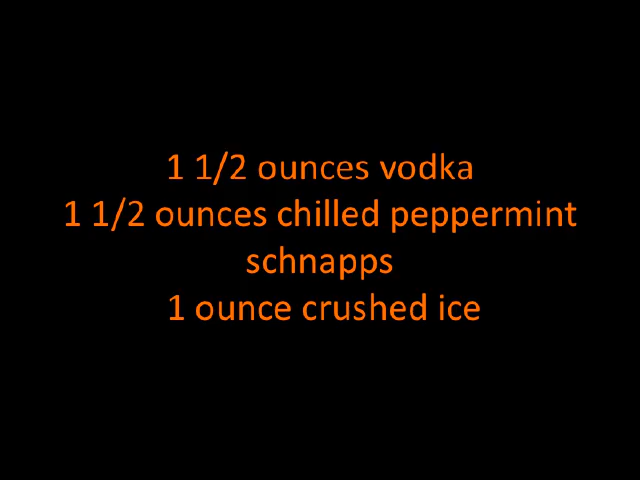 1 1/2 ounces vodka
1 1/2 ounces chilled peppermint
schnapps
1 ounce crushed ice